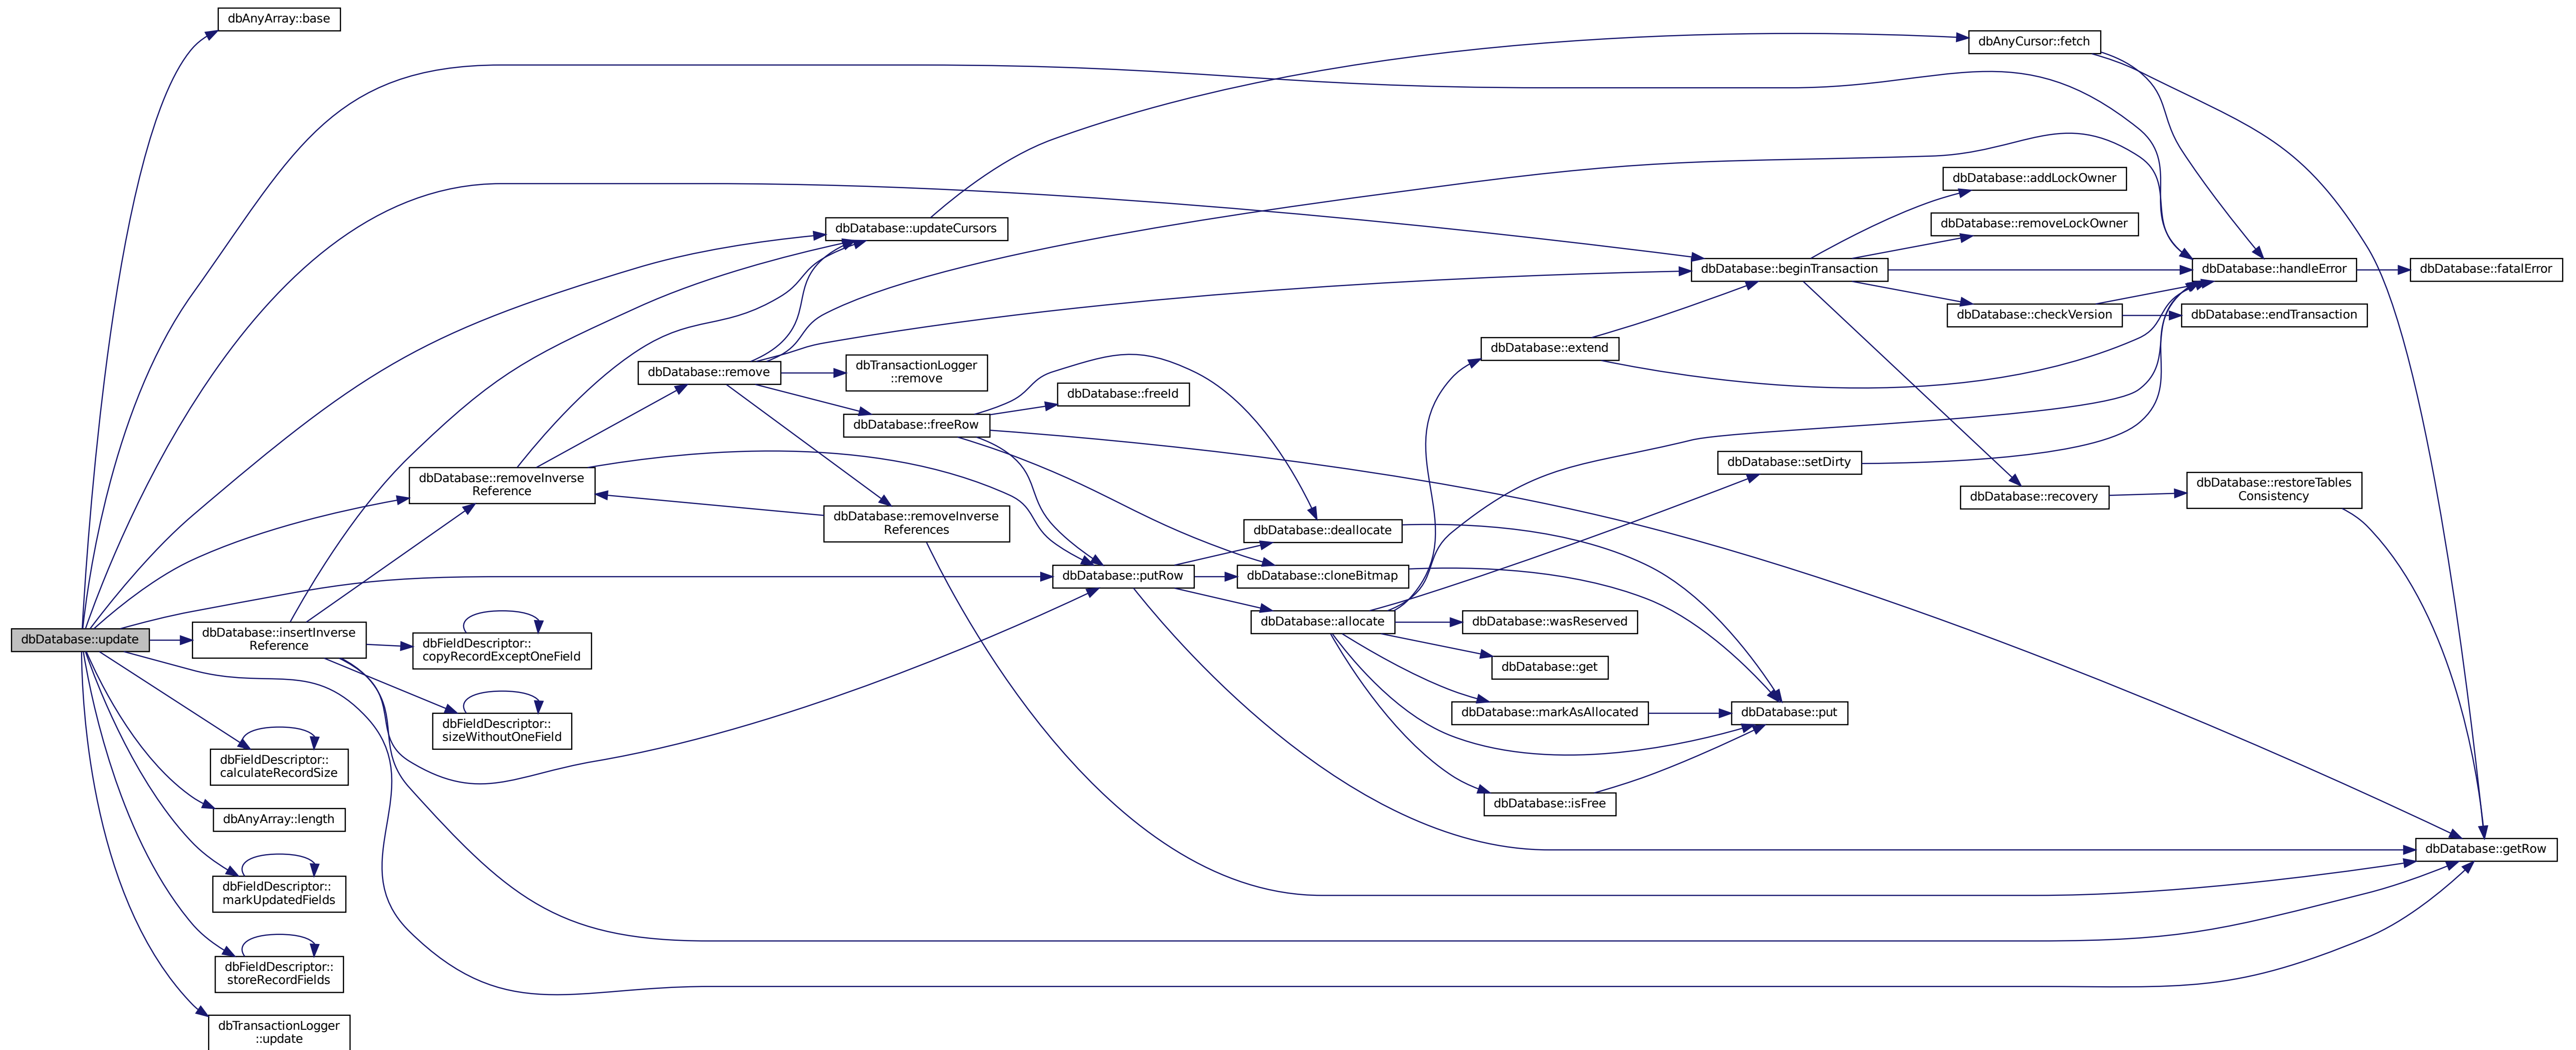 dbAnyArray::base
dbAnyCursor::fetch
dbDatabase::addLockOwner
dbDatabase::removeLockOwner
dbDatabase::updateCursors
dbDatabase::beginTransaction
dbDatabase::handleError
dbDatabase::fatalError
dbDatabase::checkVersion
dbDatabase::endTransaction
dbDatabase::extend
dbDatabase::remove
dbTransactionLogger
::remove
dbDatabase::freeId
dbDatabase::freeRow
dbDatabase::setDirty
dbDatabase::removeInverse
Reference
dbDatabase::recovery
dbDatabase::restoreTables
Consistency
dbDatabase::removeInverse
References
dbDatabase::deallocate
dbDatabase::putRow
dbDatabase::cloneBitmap
dbDatabase::allocate
dbDatabase::wasReserved
dbDatabase::update
dbDatabase::insertInverse
Reference
dbFieldDescriptor::
copyRecordExceptOneField
dbDatabase::get
dbDatabase::markAsAllocated
dbDatabase::put
dbFieldDescriptor::
sizeWithoutOneField
dbFieldDescriptor::
calculateRecordSize
dbDatabase::isFree
dbAnyArray::length
dbDatabase::getRow
dbFieldDescriptor::
markUpdatedFields
dbFieldDescriptor::
storeRecordFields
dbTransactionLogger
::update